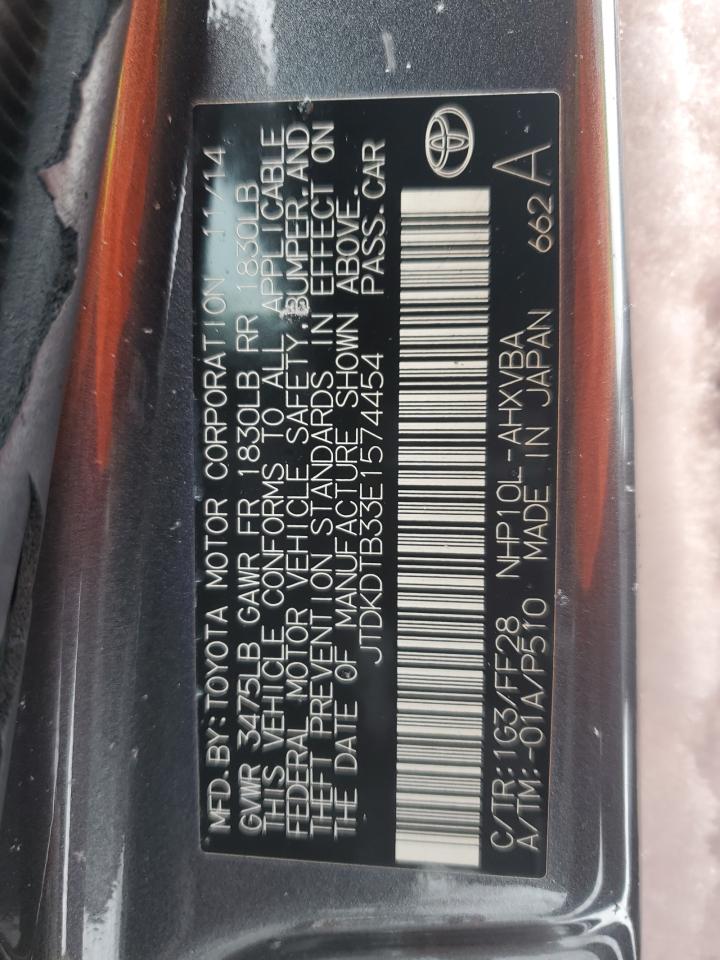 MFD.BY:TOYOTA MOTOR CORPORATION 11/14
GVWR 3475LB GAWR FR 1830LB RR 1830LB
THIS VEHICLE CONFORMS TO ALL APPLICABLE
FEDERAL MOTOR VEHICLE SAFETY,BUMPER,AND
THEFT PREVENTION STANDARDS IN EFFECT ON
THE DATE OF MANUFACTURE SHOWN ABOVE.
JTDKDTB33E1574454 PASS.CAR
C/TR:1G3/FF28 NHP10L-AHXVBA
A/TM:-01A/P510 MADE IN JAPAN 662 A